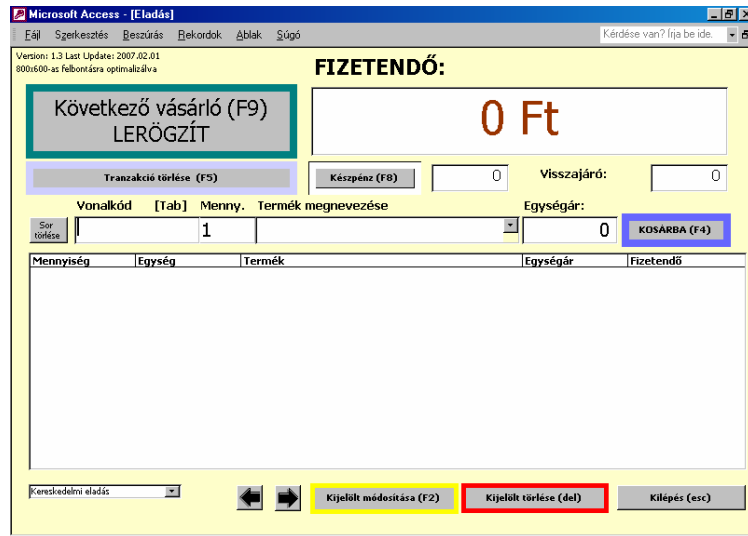 Microsoft Access - [Eladás]
Fájl Szerkesztés Beszúrás Rekordok Ablak Súgó Kérdése van? Írja be ide.
Version: 1.3 Last Update: 2007.02.01
800x600-as felbontásra optimalizálva
FIZETENDŐ:
Következő vásárló (F9)
LERÖGZÍT
0 Ft
Tranzakció törlése (F5)
Készpénz (F8)
0
Visszajáró:
0
Vonalkód [Tab] Menny. Termék megnevezése Egységár:
Sor
törlése
1
0
KOSÁRBA (F4)
Mennyiség Egység Termék Egységár Fizetendő
Kereskedelmi eladás
Kijelölt módosítása (F2)
Kijelölt törlése (del)
Kilépés (esc)